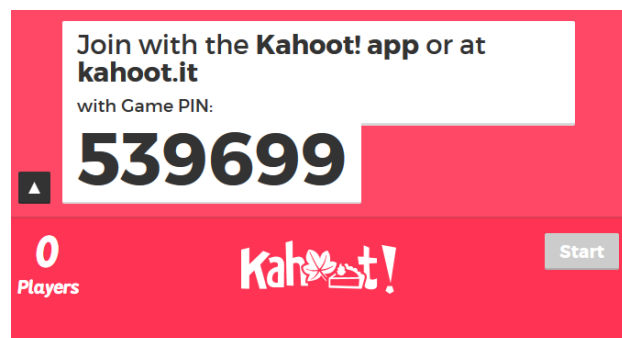 Join with the Kahoot! app or at
kahoot.it
with Game PIN:
539699
0
Players
Kahoot!
Start